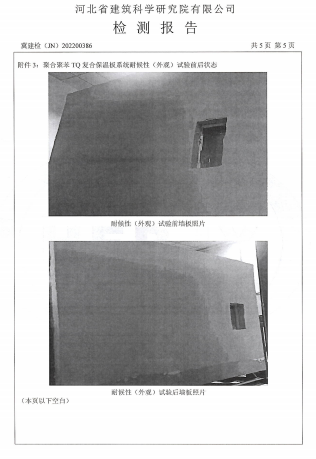 河北省建筑科学研究院有限公司
检测报告
冀建检（JN）202200386
共 5 页 第 5 页
附件 3：聚合聚苯 TQ 复合保温板系统耐候性（外观）试验前后状态
耐候性（外观）试验前墙板照片
耐候性（外观）试验后墙板照片
（本页以下空白）